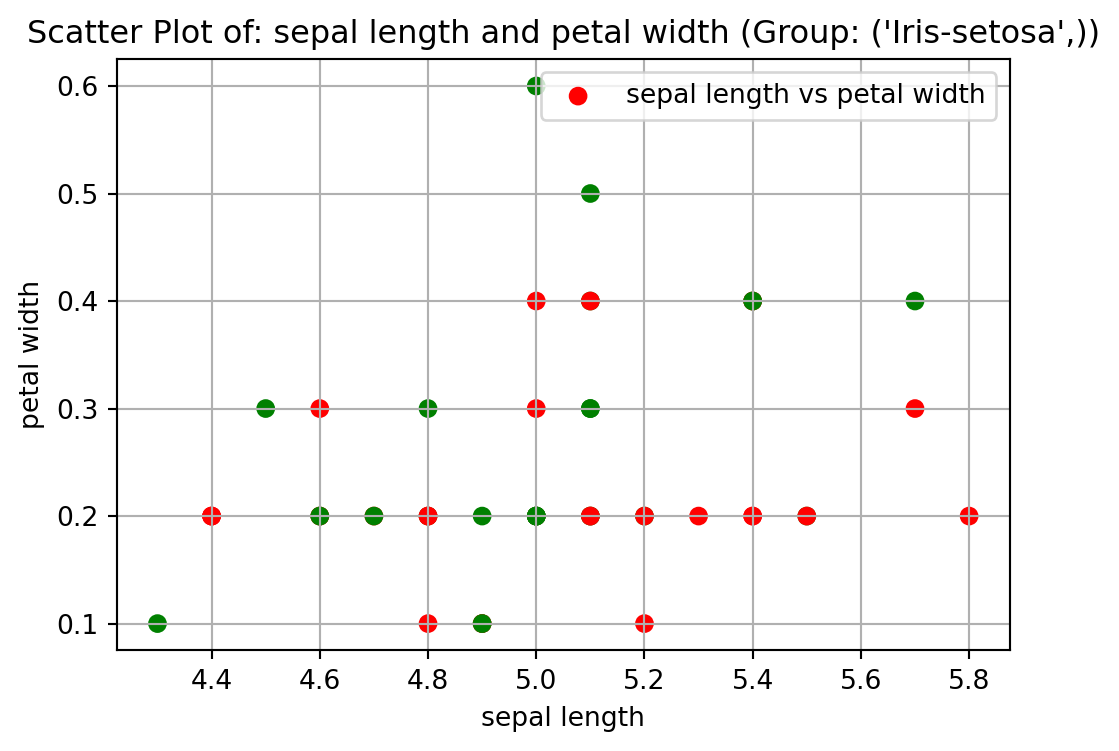 Scatter Plot of: sepal length and petal width (Group: ('Iris-setosa',))
sepal length vs petal width
0.6
0.5
0.4
0.3
0.2
0.1
petal width
4.4 4.6 4.8 5.0 5.2 5.4 5.6 5.8
sepal length